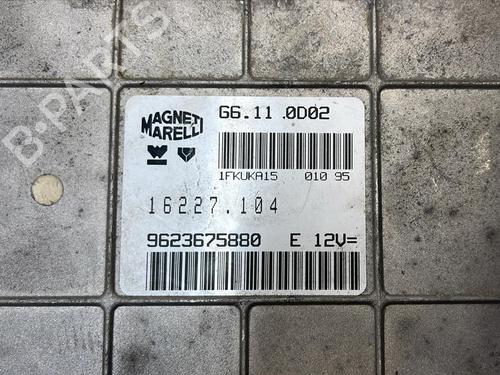 B-PARTS
MAGNETI
MARELLI
G6.11 0D02
1FKUKA15 010 95
16227.104
9623675880 E 12V=